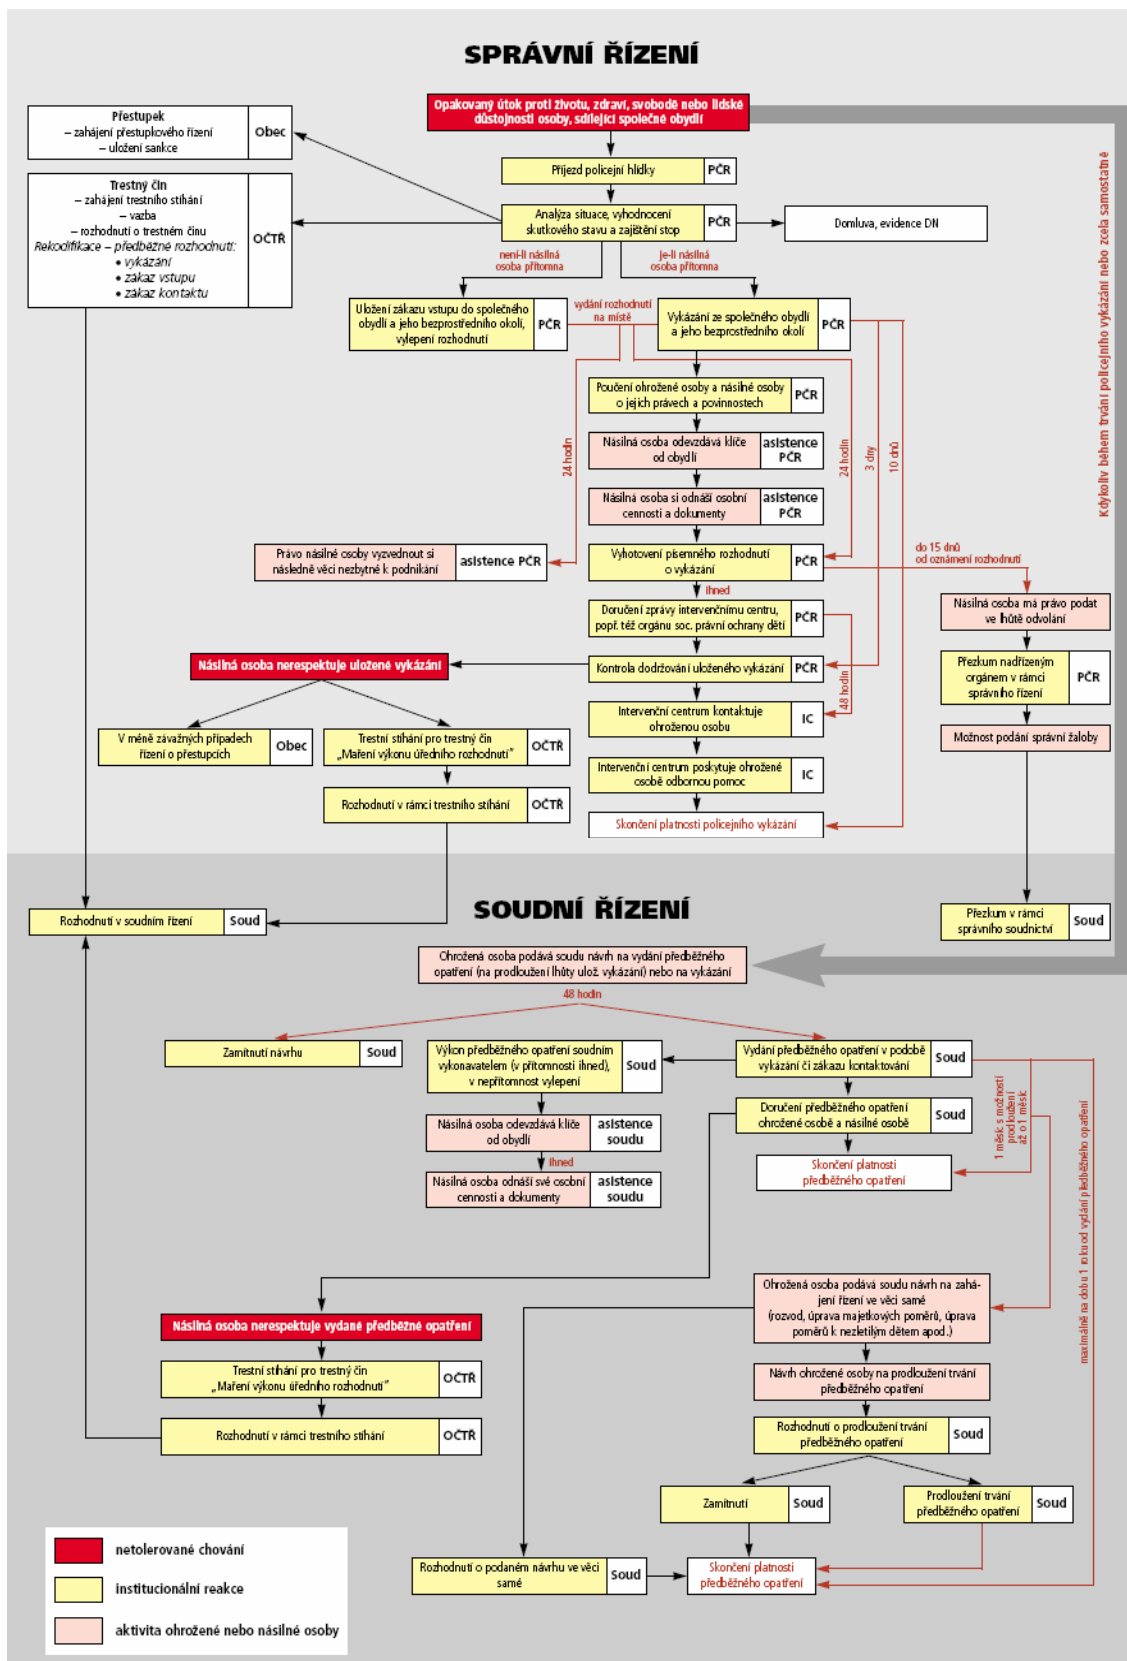 SPRÁVNÍ ŘÍZENÍ
Opakovaný útok proti životu, zdraví, svobodě nebo lidské
důstojnosti osoby, sdílející společné obydlí
Přestupek
– zahájení přestupkového řízení
– uložení sankce
Obec
Příjezd policejní hlídky
PČR
Trestný čin
– zahájení trestního stíhání
– vazba
– rozhodnutí o trestném činu
Rekodifikace – předběžné rozhodnutí:
• vykázání
• zákaz vstupu
• zákaz kontaktu
OČTŘ
Analýza situace, vyhodnocení
skutkového stavu a zajištění stop
PČR
Domluva, evidence DN
Kdykoliv během trvání policejního vykázání nebo zcela samostatně
není-li násilná
osoba přítomna
je-li násilná
osoba přítomna
Uložení zákazu vstupu do společného
obydlí a jeho bezprostředního okolí,
vylepení rozhodnutí
PČR
vydání rozhodnutí
na místě
Vykázání ze společného obydlí
a jeho bezprostředního okolí
PČR
Poučení ohrožené osoby a násilné osoby
o jejich právech a povinnostech
PČR
24 hodin
Násilná osoba odevzdává klíče
od obydlí
asistence
PČR
24 hodin
3 dny
10 dnů
Násilná osoba si odnáší osobní
cennosti a dokumenty
asistence
PČR
Právo násilné osoby vyzvednout si
následně věci nezbytné k podnikání
asistence PČR
Vyhotovení písemného rozhodnutí
o vykázání
PČR
do 15 dnů
od oznámení rozhodnutí
ihned
Doručení zprávy intervenčnímu centru,
popř. též orgánu soc. právní ochrany dětí
PČR
Násilná osoba má právo podat
ve lhůtě odvolání
Násilná osoba nerespektuje uložené vykázání
Kontrola dodržování uloženého vykázání
PČR
48 hodin
Přezkum nadřízeným
orgánem v rámci
správního řízení
PČR
Intervenční centrum kontaktuje
ohroženou osobu
IC
V méně závažných případech
řízení o přestupcích
Obec
Trestní stíhání pro trestný čin
„Maření výkonu úředního rozhodnutí“
OČTŘ
Možnost podání správní žaloby
Intervenční centrum poskytuje ohrožené
osobě odbornou pomoc
IC
Rozhodnutí v rámci trestního stíhání
OČTŘ
Skončení platnosti policejního vykázání
SOUDNÍ ŘÍZENÍ
Rozhodnutí v soudním řízení
Soud
Přezkum v rámci
správního soudnictví
Soud
Ohrožená osoba podává soudu návrh na vydání předběžného
opatření (na prodloužení lhůty ulož. vykázání) nebo na vykázání
48 hodin
Zamítnutí návrhu
Soud
Výkon předběžného opatření soudním
vykonavatelem (v přítomnosti ihned),
v nepřítomnost vylepení
Soud
Vydání předběžného opatření v podobě
vykázání či zákazu kontaktování
Soud
Násilná osoba odevzdává klíče
od obydlí
asistence
soudu
Doručení předběžného opatření
ohrožené osobě a násilné osobě
Soud
1 měsíc s možností
prodloužení
až o 1 měsíc
maximálně na dobu 1 roku od vydání předběžného opatření
ihned
Násilná osoba odnáší své osobní
cennosti a dokumenty
asistence
soudu
Skončení platnosti
předběžného opatření
Ohrožená osoba podává soudu návrh na zahá-
jení řízení ve věci samé
(rozvod, úprava majetkových poměrů, úprava
poměrů k nezletilým dětem apod.)
Násilná osoba nerespektuje vydané předběžné opatření
Trestní stíhání pro trestný čin
„Maření výkonu úředního rozhodnutí“
OČTŘ
Návrh ohrožené osoby na prodloužení trvání
předběžného opatření
Rozhodnutí v rámci trestního stíhání
OČTŘ
Rozhodnutí o prodloužení trvání
předběžného opatření
Soud
Zamítnutí
Soud
Prodloužení trvání
předběžného opatření
Soud
Rozhodnutí o podaném návrhu ve věci
samé
Soud
Skončení platnosti
předběžného opatření
netolerované chování
institucionální reakce
aktivita ohrožené nebo násilné osoby